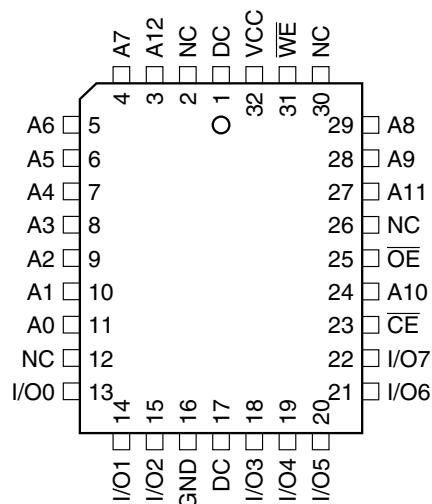 A7 A12 NC DC VCC W̅E̅ NC
4 3 2 1 32 31 30
A6 5 29 A8
A5 6 28 A9
A4 7 27 A11
A3 8 26 NC
A2 9 25 O̅E̅
A1 10 24 A10
A0 11 23 C̅E̅
NC 12 22 I/O7
I/O0 13 21 I/O6
14 15 16 17 18 19 20
I/O1 I/O2 GND DC I/O3 I/O4 I/O5